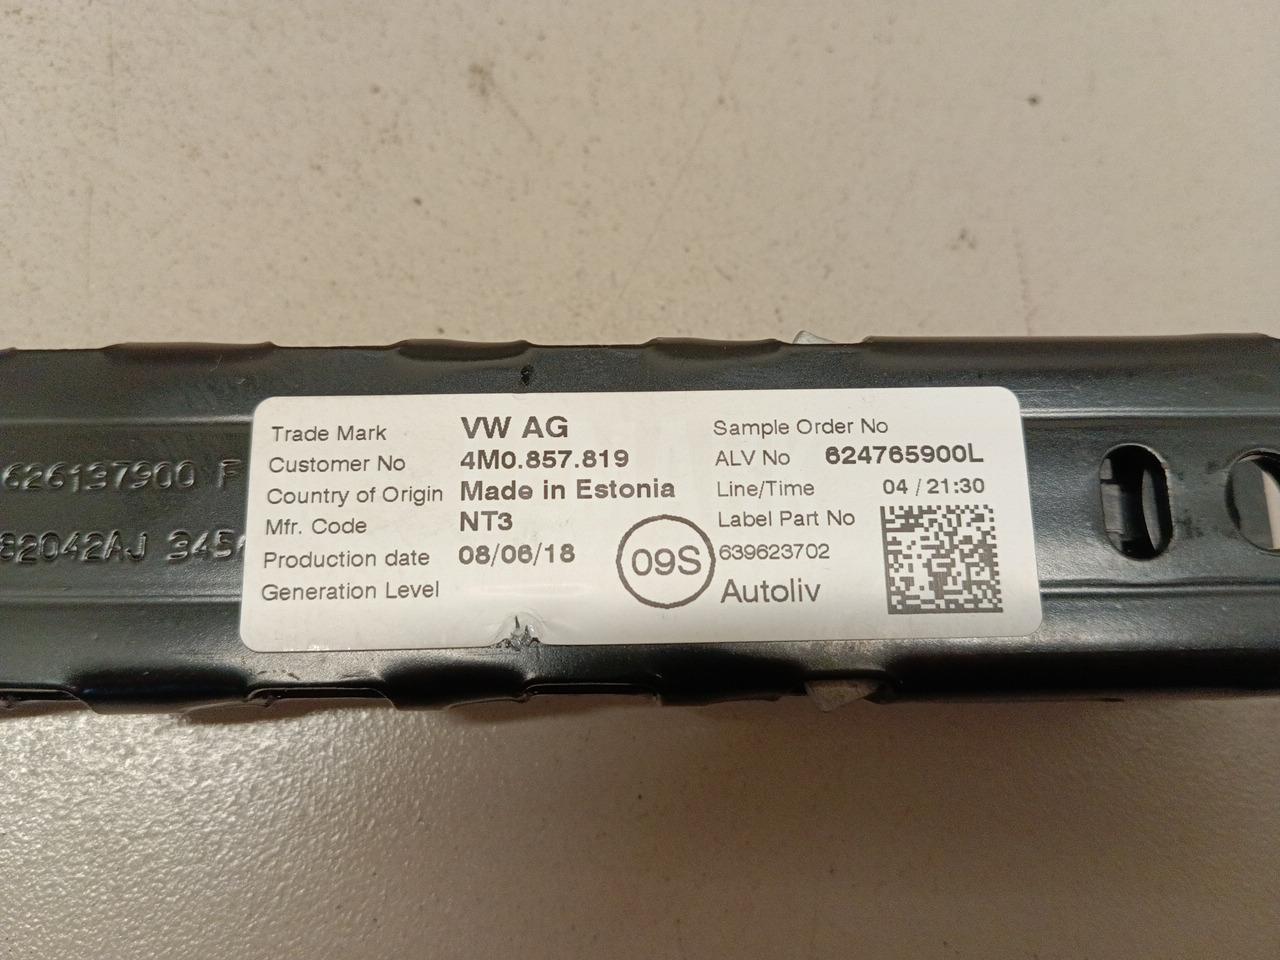 Trade Mark VW AG
Customer No 4M0.857.819
Country of Origin Made in Estonia
Mfr. Code NT3
Production date 08/06/18
Generation Level
09S
Sample Order No
ALV No 624765900L
Line/Time 04 / 21:30
Label Part No
639623702
Autoliv
626137900 F
82042AJ